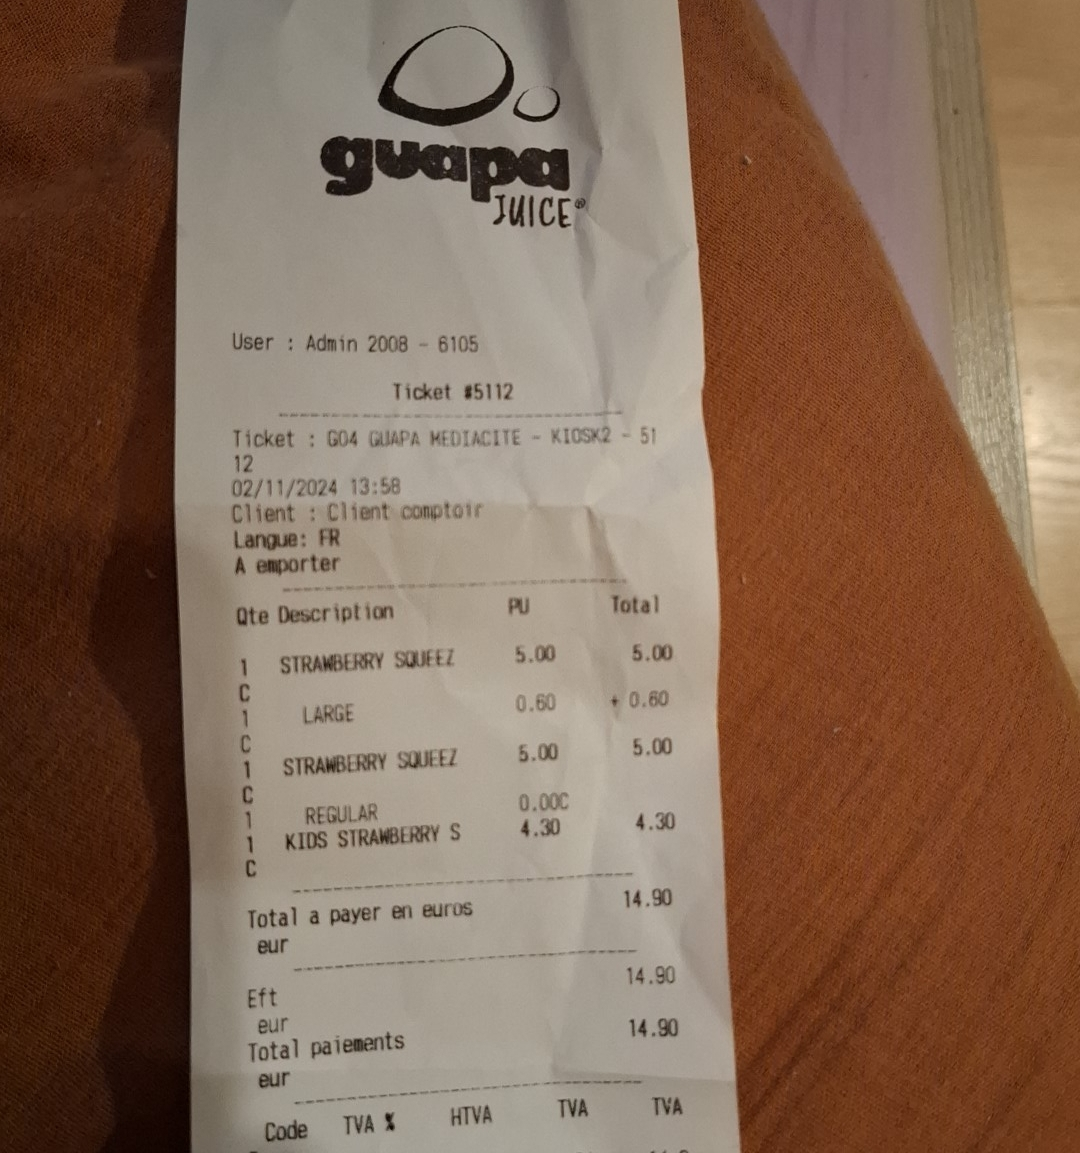 guapa
JUICE®
User : Admin 2008 - 6105
Ticket #5112
Ticket : G04 GUAPA MEDIACITE - KIOSK2 - 51
12
02/11/2024 13:58
Client : Client comptoir
Langue: FR
A emporter
Qte Description PU Total
1 STRAWBERRY SQUEEZ 5.00 5.00
C
1 LARGE 0.60 + 0.60
C
1 STRAWBERRY SQUEEZ 5.00 5.00
C
1 REGULAR 0.00C
1 KIDS STRAWBERRY S 4.30 4.30
C
Total a payer en euros 14.90
eur
Eft 14.90
eur
Total paiements 14.90
eur
Code TVA % HTVA TVA TVA